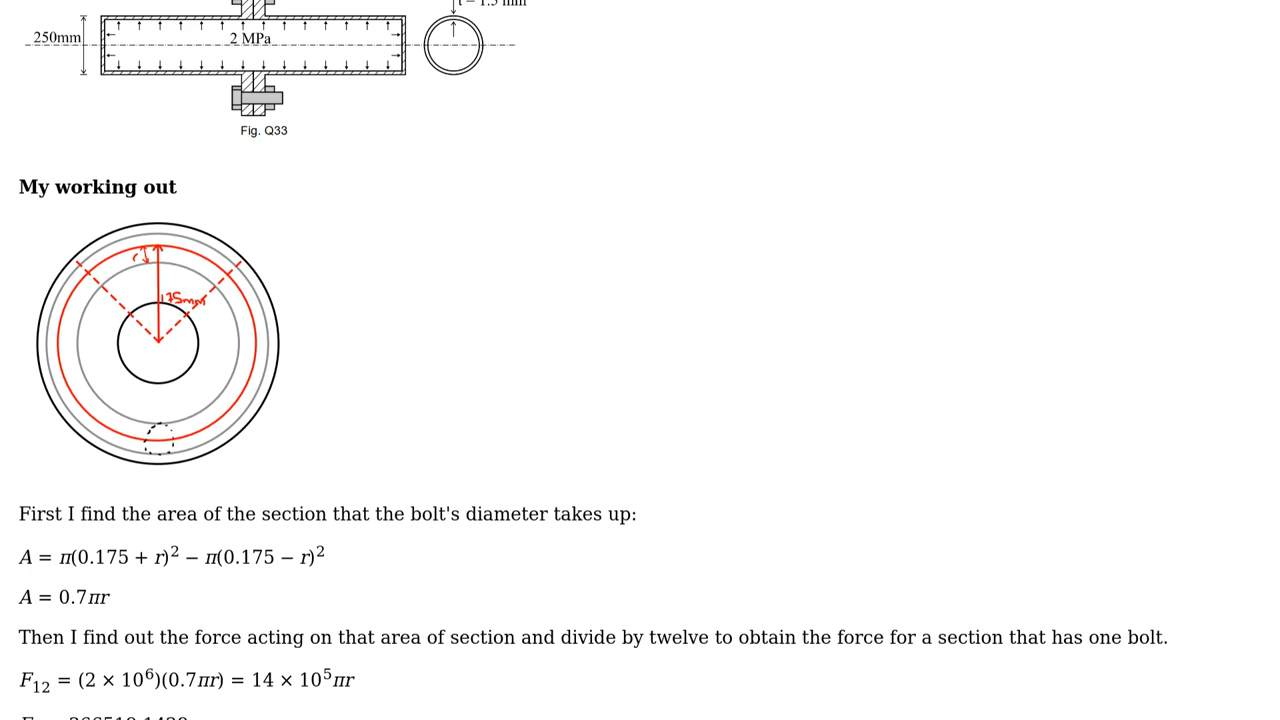 250mm
2 MPa
Fig. Q33
My working out
r
175mm
First I find the area of the section that the bolt's diameter takes up:
A = π(0.175 + r)² − π(0.175 − r)²
A = 0.7πr
Then I find out the force acting on that area of section and divide by twelve to obtain the force for a section that has one bolt.
F₁₂ = (2 × 10⁶)(0.7πr) = 14 × 10⁵πr